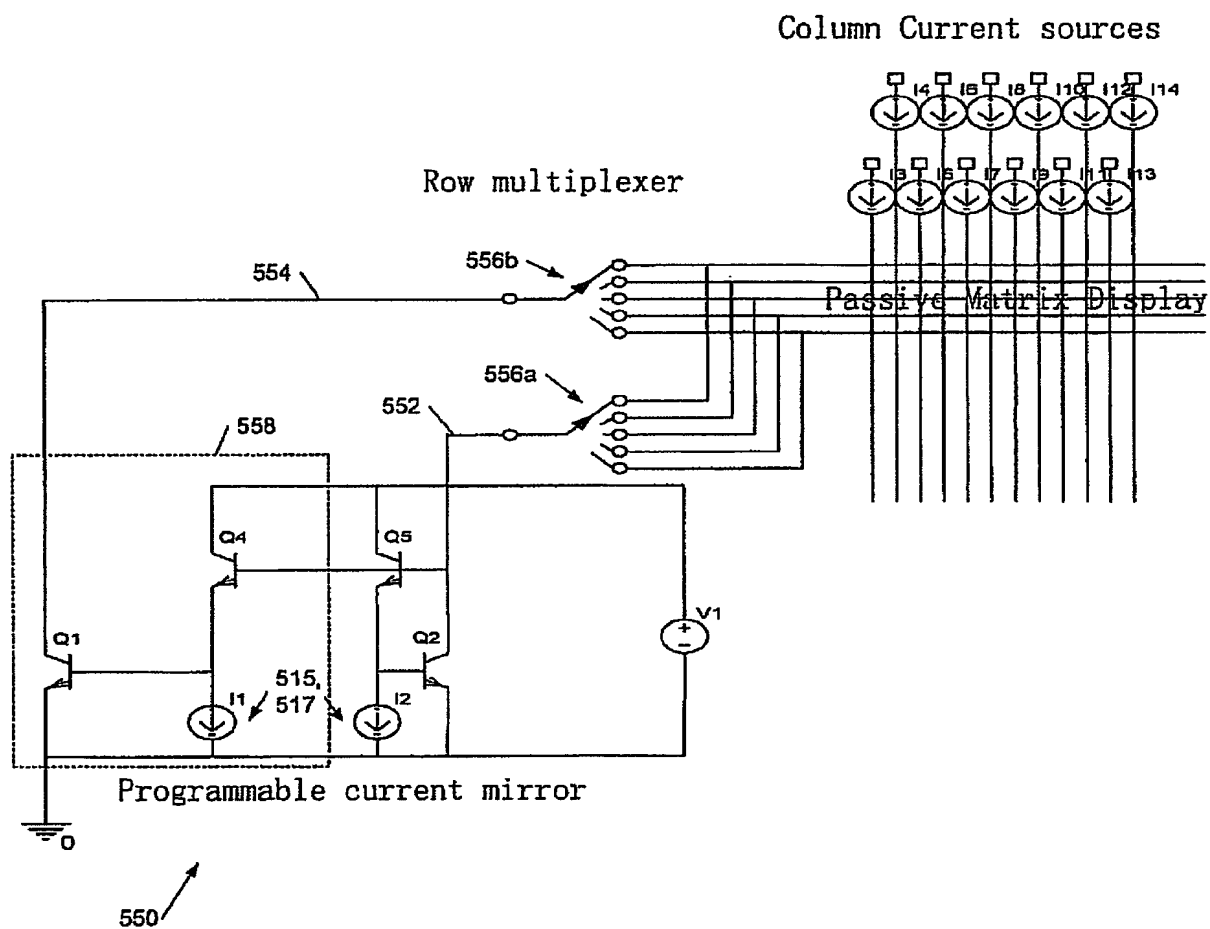 Column Current sources
I4 I6 I8 I10 I12 I14
I3 I5 I7 I9 I11 I13
Row multiplexer
554
556b
Passive Matrix Display
556a
552
558
Q4
Q5
V1
Q1
Q2
515,
517
I1
I2
Programmable current mirror
0
550